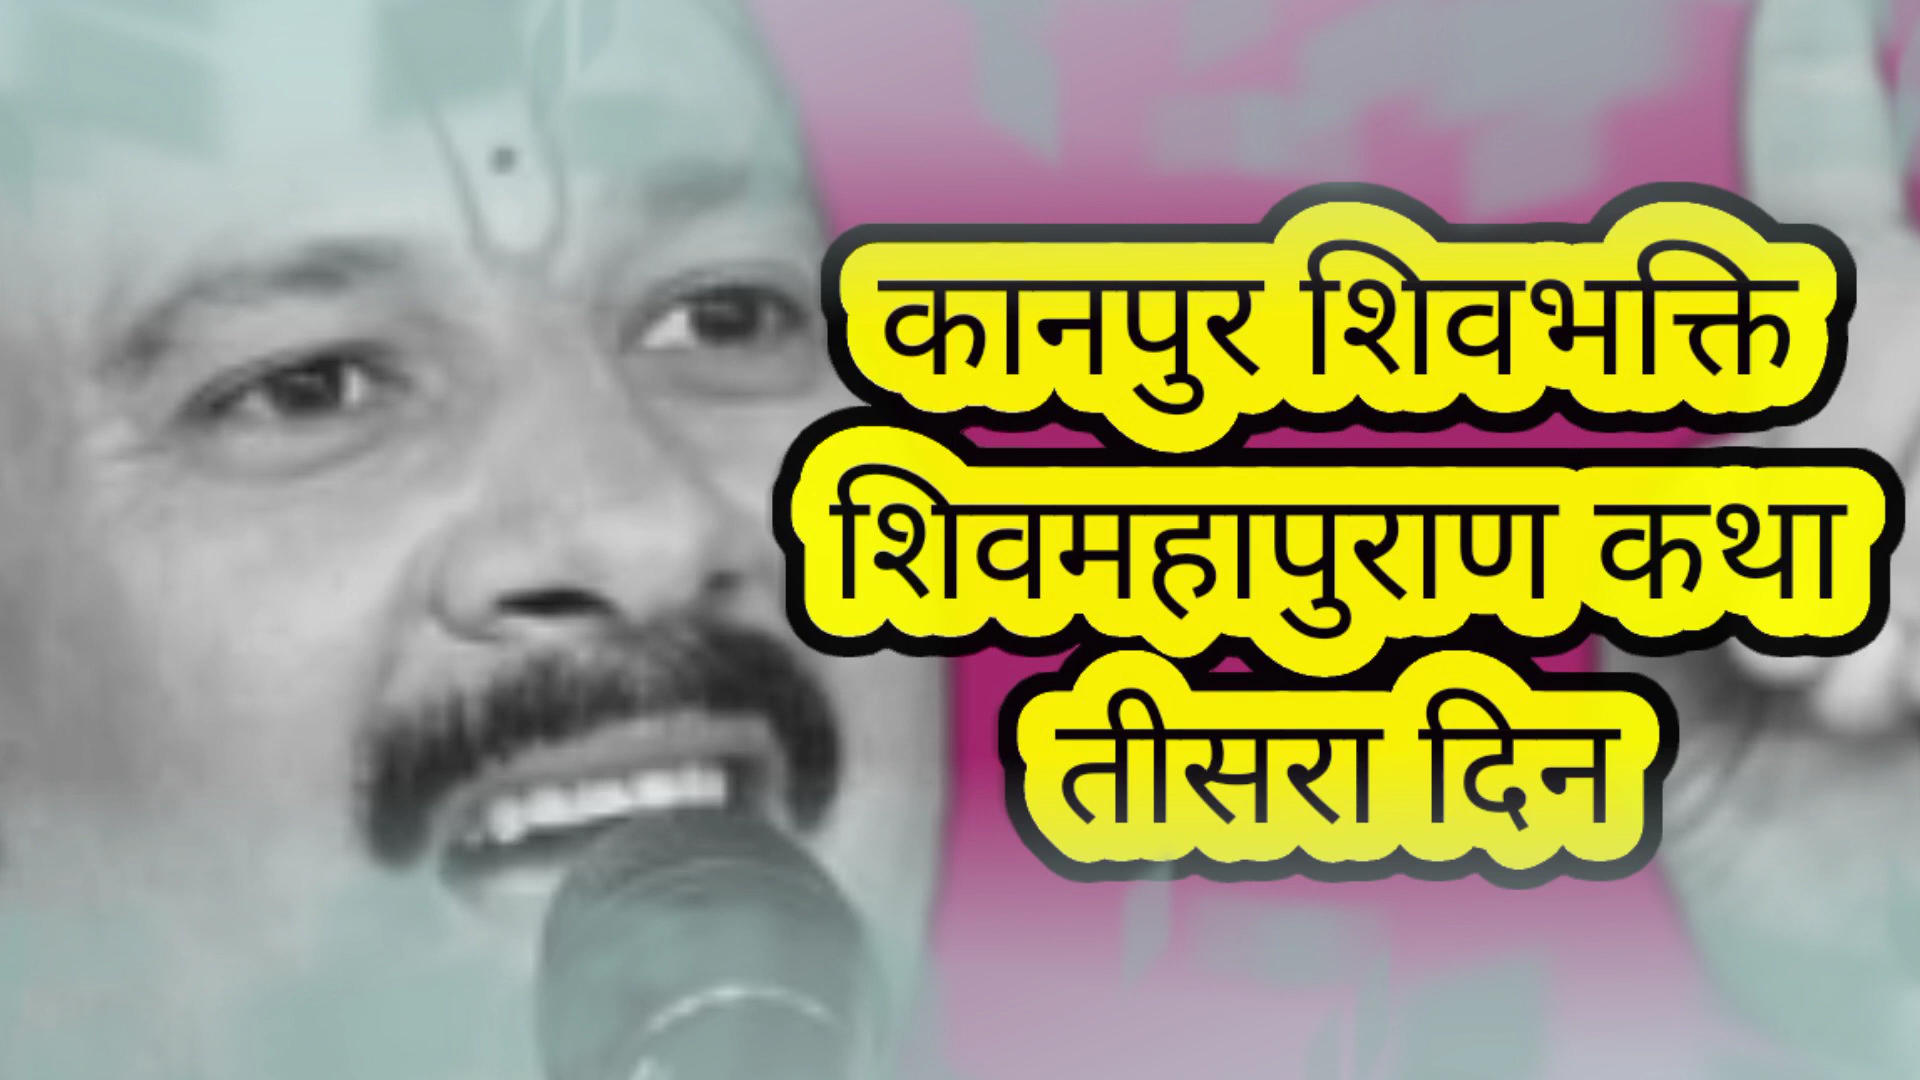 कानपुर शिवभक्ति
शिवमहापुराण कथा
तीसरा दिन